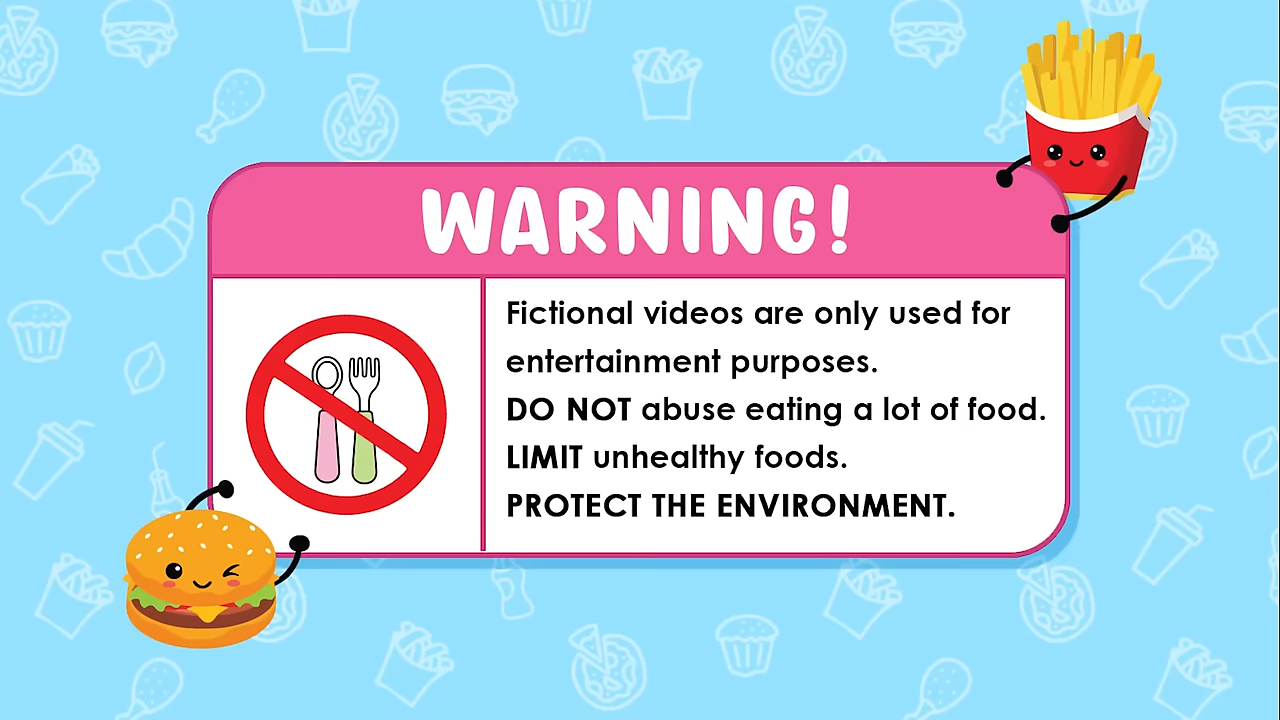 WARNING!
Fictional videos are only used for
entertainment purposes.
DO NOT abuse eating a lot of food.
LIMIT unhealthy foods.
PROTECT THE ENVIRONMENT.